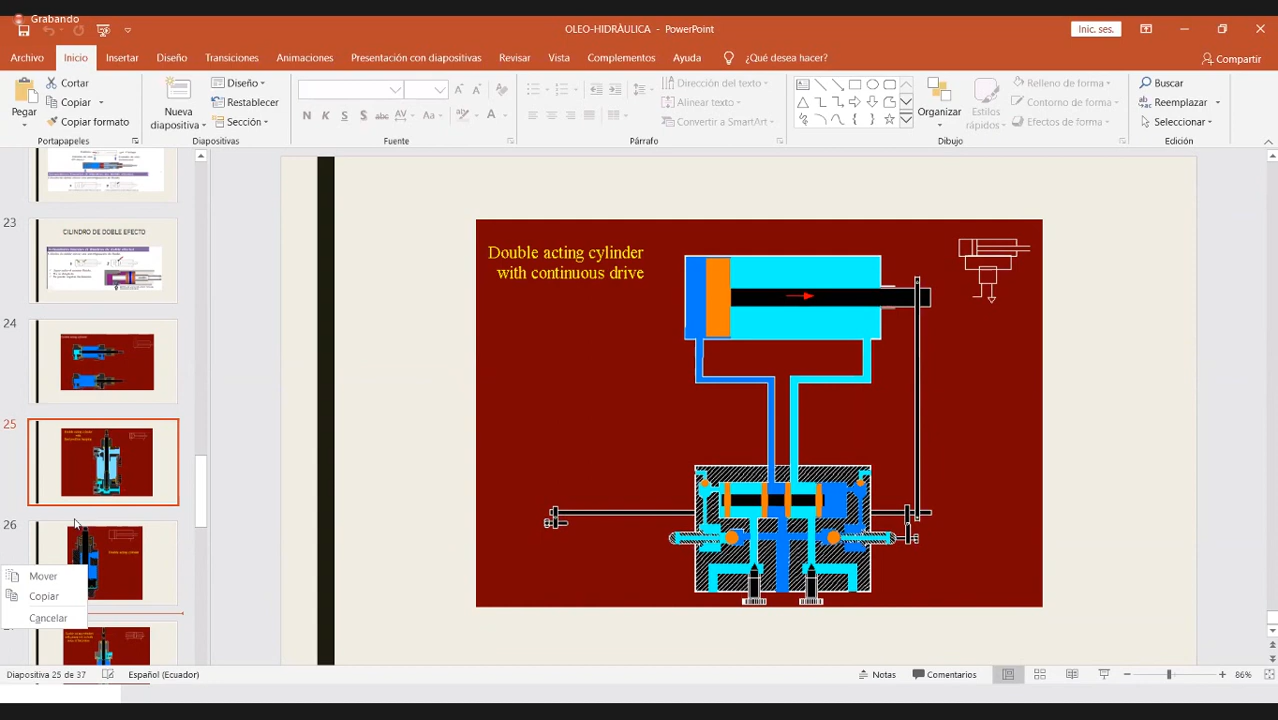 Grabando
OLEO-HIDRÀULICA - PowerPoint
Inic. ses.
Archivo
Inicio
Insertar
Diseño
Transiciones
Animaciones
Presentación con diapositivas
Revisar
Vista
Complementos
Ayuda
¿Qué desea hacer?
Compartir
Pegar
Cortar
Copiar
Copiar formato
Portapapeles
Nueva
diapositiva
Diseño
Restablecer
Sección
Diapositivas
N K S S abc AV Aa A
Fuente
Dirección del texto
Alinear texto
Convertir a SmartArt
Párrafo
Organizar
Estilos
rápidos
Relleno de forma
Contorno de forma
Efectos de forma
Dibujo
Buscar
Reemplazar
Seleccionar
Edición
23
CILINDRO DE DOBLE EFECTO
24
25
26
Mover
Copiar
Cancelar
Double acting cylinder
with continuous drive
Diapositiva 25 de 37
Español (Ecuador)
Notas
Comentarios
86%